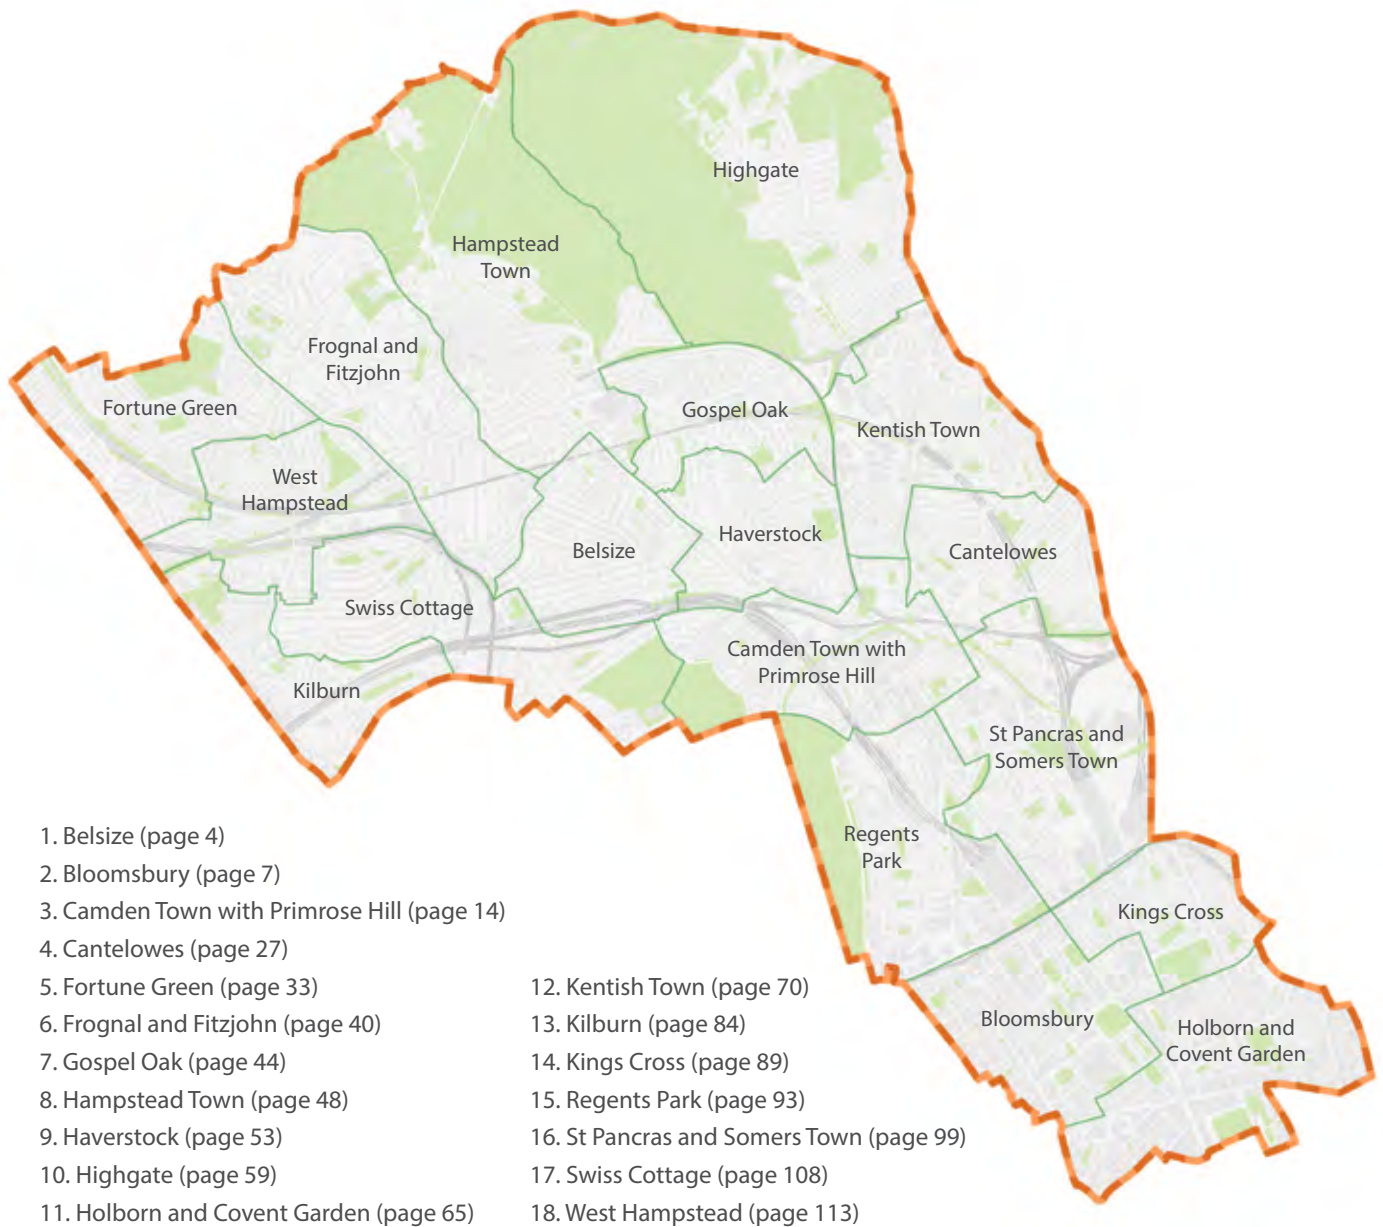 Highgate
Hampstead
Town
Frognal and
Fitzjohn
Fortune Green
Gospel Oak
Kentish Town
West
Hampstead
Haverstock
Belsize
Cantelowes
Swiss Cottage
Camden Town with
Primrose Hill
Kilburn
St Pancras and
Somers Town
Regents
Park
Kings Cross
Bloomsbury
Holborn and
Covent Garden
1. Belsize (page 4)
2. Bloomsbury (page 7)
3. Camden Town with Primrose Hill (page 14)
4. Cantelowes (page 27)
5. Fortune Green (page 33)
6. Frognal and Fitzjohn (page 40)
7. Gospel Oak (page 44)
8. Hampstead Town (page 48)
9. Haverstock (page 53)
10. Highgate (page 59)
11. Holborn and Covent Garden (page 65)
12. Kentish Town (page 70)
13. Kilburn (page 84)
14. Kings Cross (page 89)
15. Regents Park (page 93)
16. St Pancras and Somers Town (page 99)
17. Swiss Cottage (page 108)
18. West Hampstead (page 113)